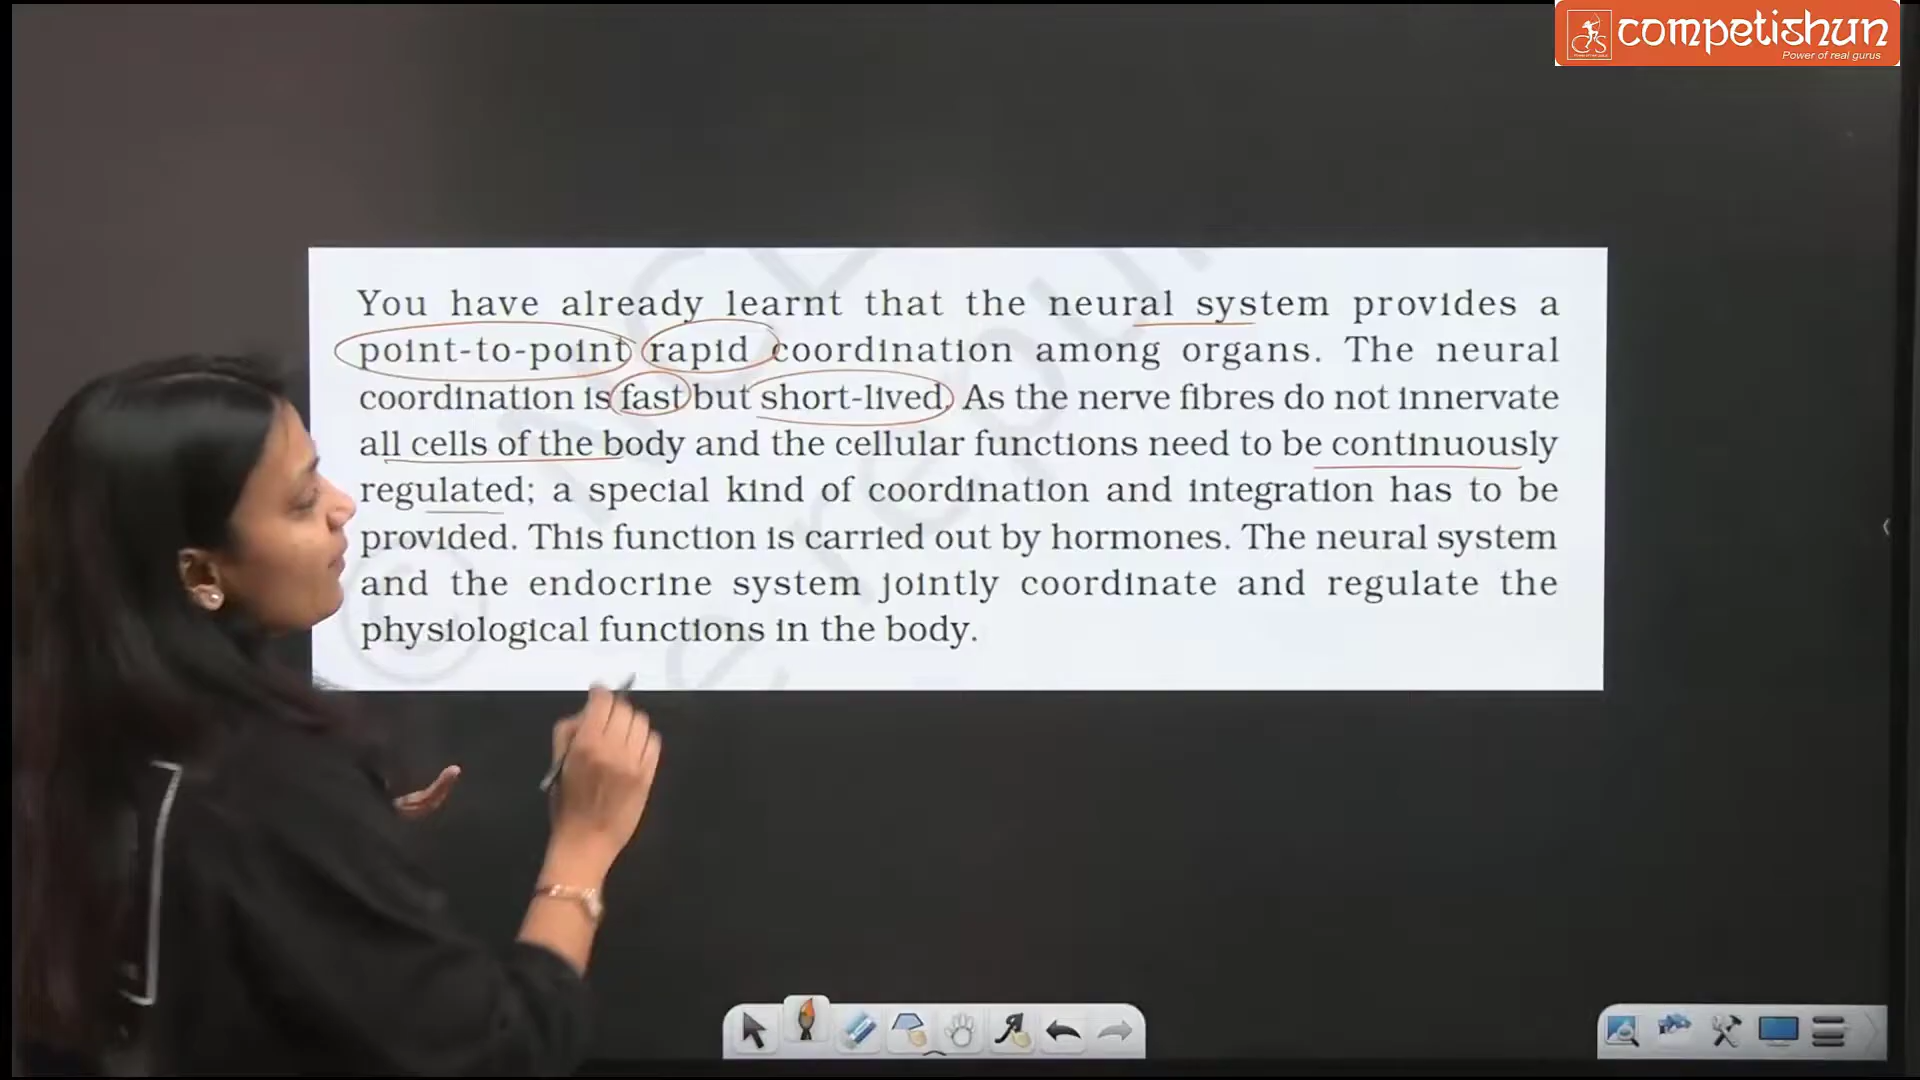 competishun
Power of real gurus
You have already learnt that the neural system provides a
point-to-point rapid coordination among organs. The neural
coordination is fast but short-lived. As the nerve fibres do not innervate
all cells of the body and the cellular functions need to be continuously
regulated; a special kind of coordination and integration has to be
provided. This function is carried out by hormones. The neural system
and the endocrine system jointly coordinate and regulate the
physiological functions in the body.